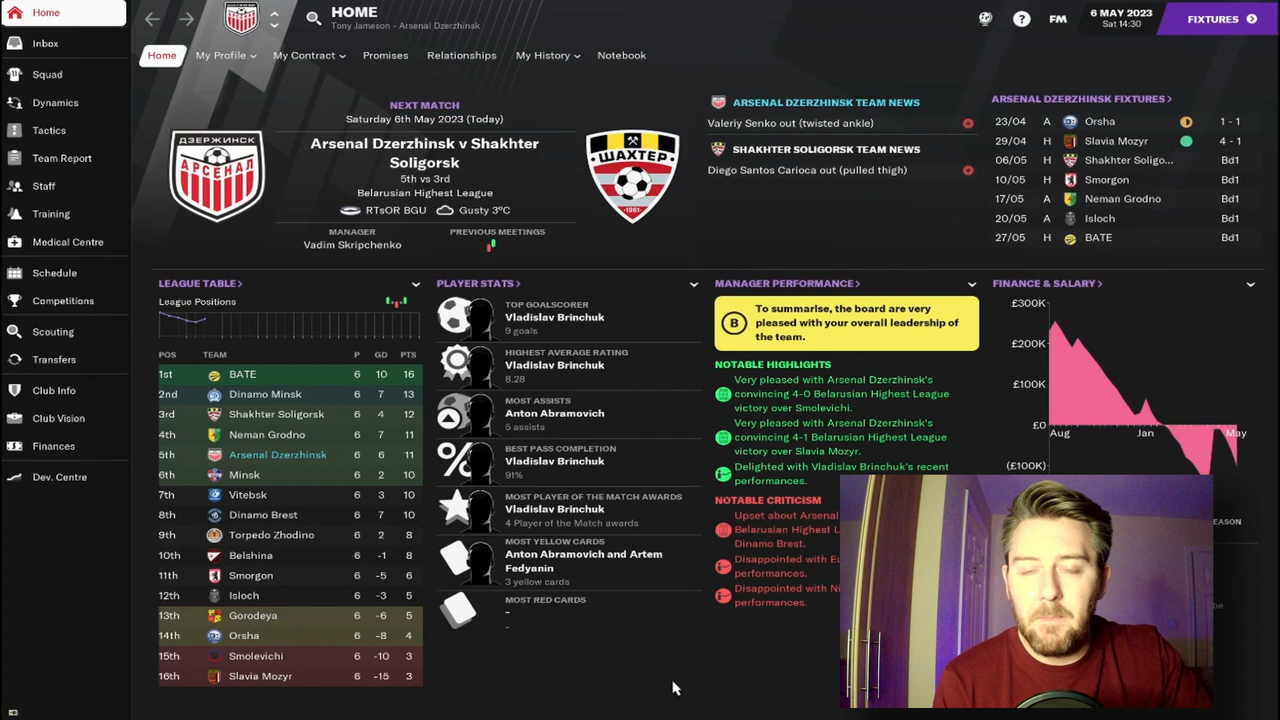 Home
HOME
Tony Jameson - Arsenal Dzerzhinsk
?
FM
6 MAY 2023
Sat 14:30
FIXTURES
Home
My Profile
My Contract
Promises
Relationships
My History
Notebook
Inbox
Squad
Dynamics
Tactics
Team Report
Staff
Training
Medical Centre
Schedule
Competitions
Scouting
Transfers
Club Info
Club Vision
Finances
Dev. Centre
ДЗЕРЖИНСК
АРСЕНАЛ
NEXT MATCH
Saturday 6th May 2023 (Today)
Arsenal Dzerzhinsk v Shakhter
Soligorsk
5th vs 3rd
Belarusian Highest League
RTsOR BGU
Gusty 3°C
MANAGER
Vadim Skripchenko
PREVIOUS MEETINGS
ШАХТЕР
1961
ARSENAL DZERZHINSK TEAM NEWS
Valeriy Senko out (twisted ankle)
SHAKHTER SOLIGORSK TEAM NEWS
Diego Santos Carioca out (pulled thigh)
ARSENAL DZERZHINSK FIXTURES
23/04 A Orsha 1 - 1
29/04 H Slavia Mozyr 4 - 1
06/05 H Shakhter Soligo... Bd1
10/05 H Smorgon Bd1
17/05 A Neman Grodno Bd1
20/05 A Isloch Bd1
27/05 H BATE Bd1
LEAGUE TABLE
League Positions
POS TEAM P GD PTS
1st BATE 6 10 16
2nd Dinamo Minsk 6 7 13
3rd Shakhter Soligorsk 6 4 12
4th Neman Grodno 6 7 11
5th Arsenal Dzerzhinsk 6 6 11
6th Minsk 6 2 10
7th Vitebsk 6 3 10
8th Dinamo Brest 6 7 10
9th Torpedo Zhodino 6 2 8
10th Belshina 6 -1 8
11th Smorgon 6 -5 6
12th Isloch 6 -3 5
13th Gorodeya 6 -6 5
14th Orsha 6 -8 4
15th Smolevichi 6 -10 3
16th Slavia Mozyr 6 -15 3
PLAYER STATS
TOP GOALSCORER
Vladislav Brinchuk
9 goals
HIGHEST AVERAGE RATING
Vladislav Brinchuk
8.28
MOST ASSISTS
Anton Abramovich
5 assists
BEST PASS COMPLETION
Vladislav Brinchuk
91%
MOST PLAYER OF THE MATCH AWARDS
Vladislav Brinchuk
4 Player of the Match awards
MOST YELLOW CARDS
Anton Abramovich and Artem
Fedyanin
3 yellow cards
MOST RED CARDS
-
-
MANAGER PERFORMANCE
B
To summarise, the board are very
pleased with your overall leadership of
the team.
NOTABLE HIGHLIGHTS
Very pleased with Arsenal Dzerzhinsk's
convincing 4-0 Belarusian Highest League
victory over Smolevichi.
Very pleased with Arsenal Dzerzhinsk's
convincing 4-1 Belarusian Highest League
victory over Slavia Mozyr.
Delighted with Vladislav Brinchuk's recent
performances.
NOTABLE CRITICISM
Upset about Arsenal
Belarusian Highest L
Dinamo Brest.
Disappointed with Eu
performances.
Disappointed with Ni
performances.
FINANCE & SALARY
£300K
£200K
£100K
£0
(£100K)
Aug
Jan
May
EASON